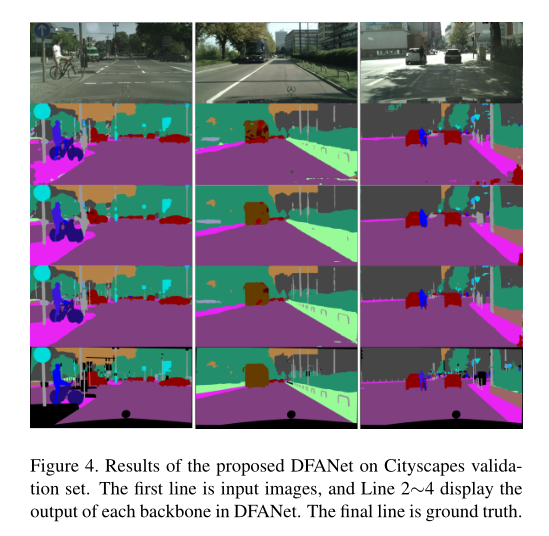 Figure 4. Results of the proposed DFANet on Cityscapes valida-
tion set. The first line is input images, and Line 2∼4 display the
output of each backbone in DFANet. The final line is ground truth.